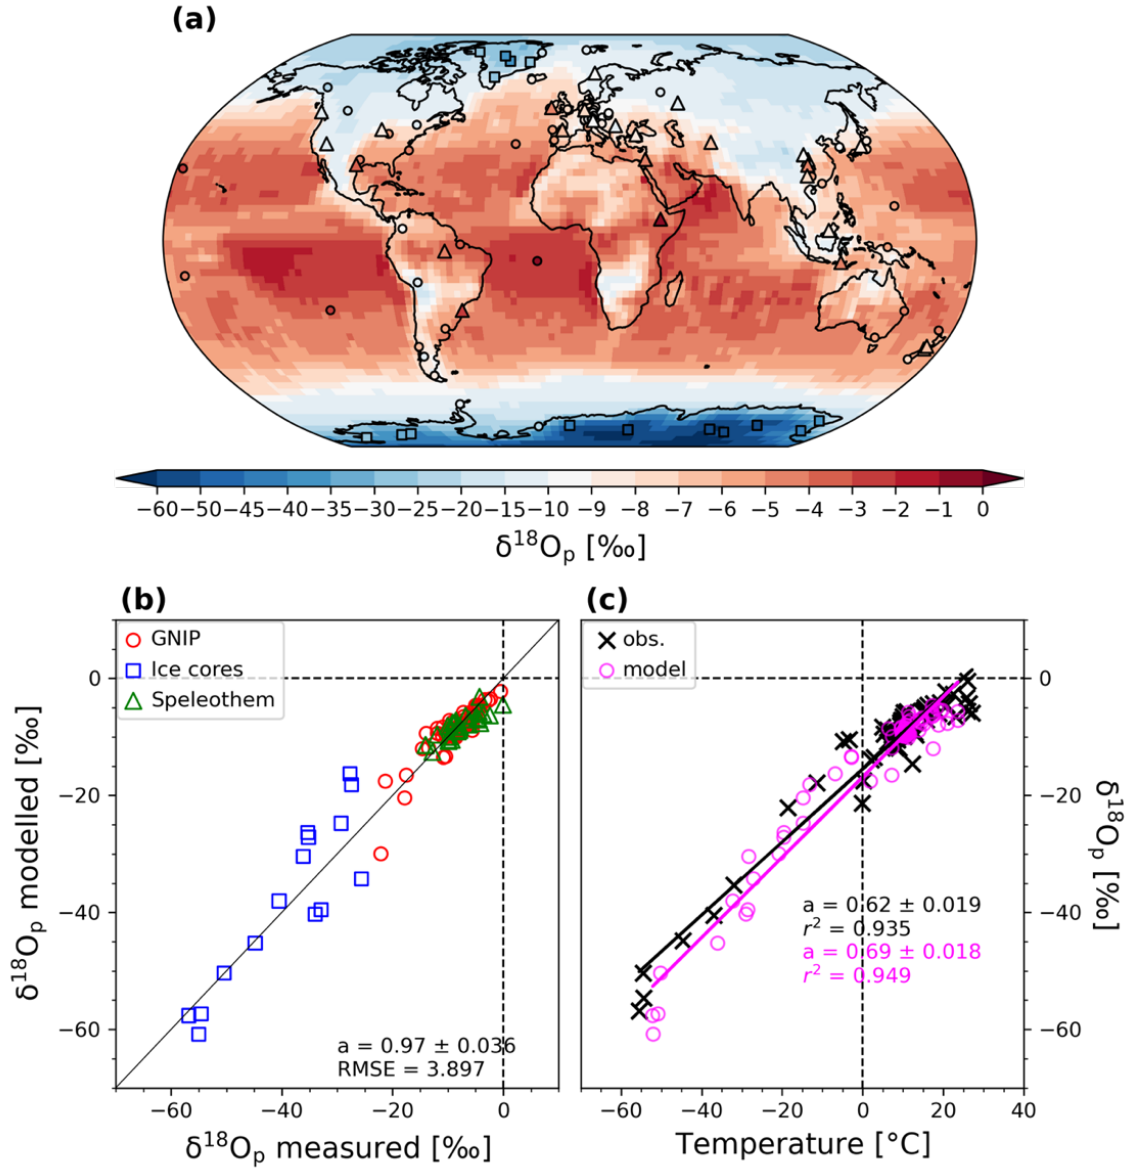 (a)
−60 −50 −45 −40 −35 −30 −25 −20 −15 −10 −9 −8 −7 −6 −5 −4 −3 −2 −1 0
δ¹⁸Oₚ [‰]
(b)
GNIP
Ice cores
Speleothem
0
−20
−40
−60
δ¹⁸Oₚ modelled [‰]
a = 0.97 ± 0.036
RMSE = 3.897
−60 −40 −20 0
δ¹⁸Oₚ measured [‰]
(c)
obs.
model
0
−20
−40
−60
δ¹⁸Oₚ [‰]
a = 0.62 ± 0.019
r² = 0.935
a = 0.69 ± 0.018
r² = 0.949
−60 −40 −20 0 20 40
Temperature [°C]